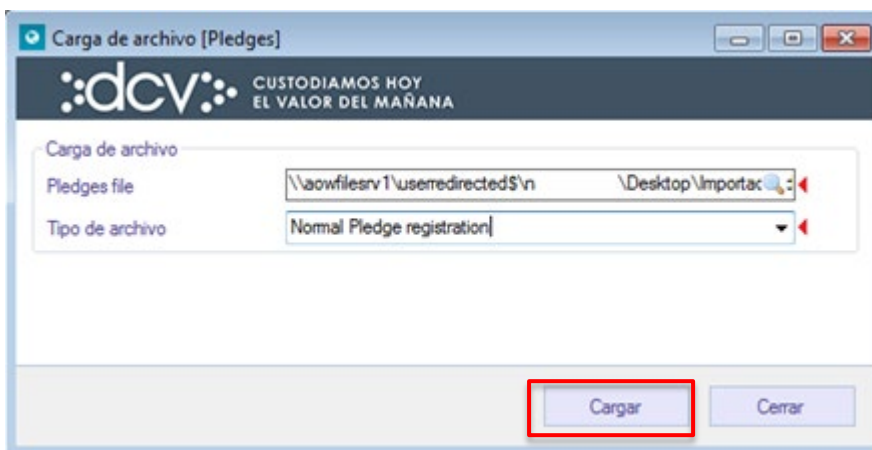 Carga de archivo [Pledges]
dcv CUSTODIAMOS HOY
EL VALOR DEL MAÑANA
Carga de archivo
Pledges file \\aowfilesrv1\userredirected$\n \Desktop\Importac
Tipo de archivo Normal Pledge registration
Cargar Cerrar